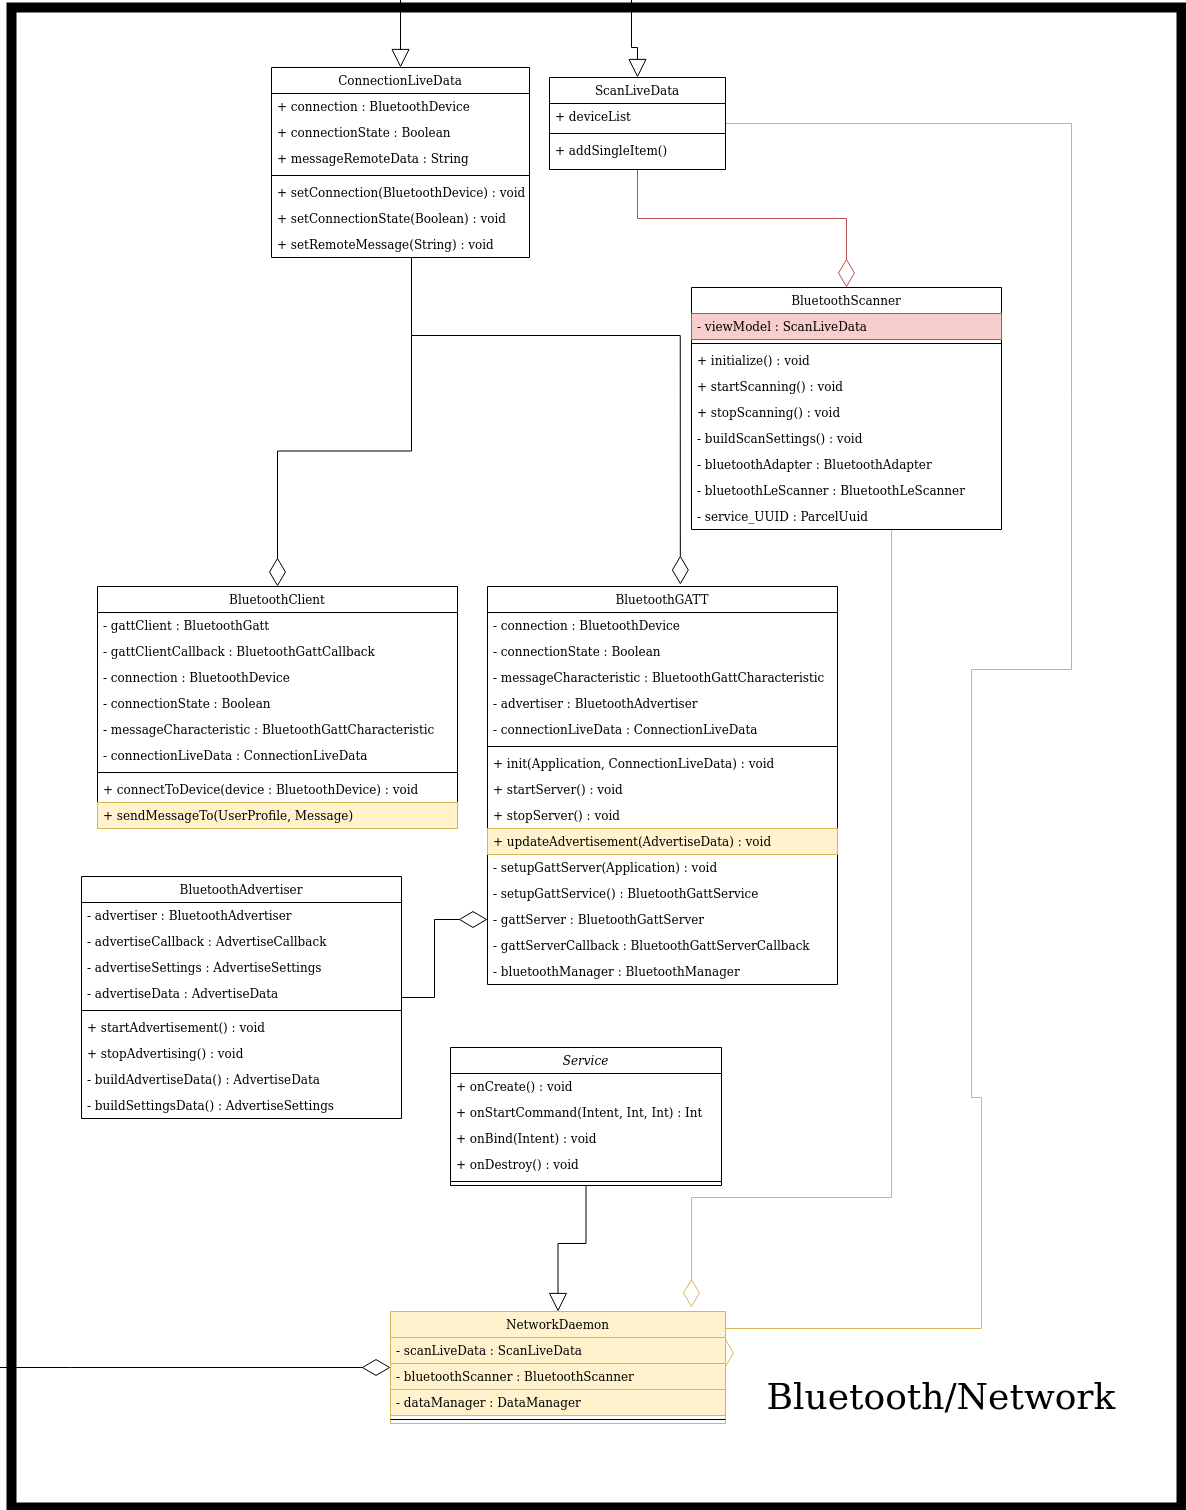 ConnectionLiveData
+ connection : BluetoothDevice
+ connectionState : Boolean
+ messageRemoteData : String
+ setConnection(BluetoothDevice) : void
+ setConnectionState(Boolean) : void
+ setRemoteMessage(String) : void
ScanLiveData
+ deviceList
+ addSingleItem()
BluetoothScanner
- viewModel : ScanLiveData
+ initialize() : void
+ startScanning() : void
+ stopScanning() : void
- buildScanSettings() : void
- bluetoothAdapter : BluetoothAdapter
- bluetoothLeScanner : BluetoothLeScanner
- service_UUID : ParcelUuid
BluetoothClient
- gattClient : BluetoothGatt
- gattClientCallback : BluetoothGattCallback
- connection : BluetoothDevice
- connectionState : Boolean
- messageCharacteristic : BluetoothGattCharacteristic
- connectionLiveData : ConnectionLiveData
+ connectToDevice(device : BluetoothDevice) : void
+ sendMessageTo(UserProfile, Message)
BluetoothGATT
- connection : BluetoothDevice
- connectionState : Boolean
- messageCharacteristic : BluetoothGattCharacteristic
- advertiser : BluetoothAdvertiser
- connectionLiveData : ConnectionLiveData
+ init(Application, ConnectionLiveData) : void
+ startServer() : void
+ stopServer() : void
+ updateAdvertisement(AdvertiseData) : void
- setupGattServer(Application) : void
- setupGattService() : BluetoothGattService
- gattServer : BluetoothGattServer
- gattServerCallback : BluetoothGattServerCallback
- bluetoothManager : BluetoothManager
BluetoothAdvertiser
- advertiser : BluetoothAdvertiser
- advertiseCallback : AdvertiseCallback
- advertiseSettings : AdvertiseSettings
- advertiseData : AdvertiseData
+ startAdvertisement() : void
+ stopAdvertising() : void
- buildAdvertiseData() : AdvertiseData
- buildSettingsData() : AdvertiseSettings
Service
+ onCreate() : void
+ onStartCommand(Intent, Int, Int) : Int
+ onBind(Intent) : void
+ onDestroy() : void
NetworkDaemon
- scanLiveData : ScanLiveData
- bluetoothScanner : BluetoothScanner
- dataManager : DataManager
Bluetooth/Network